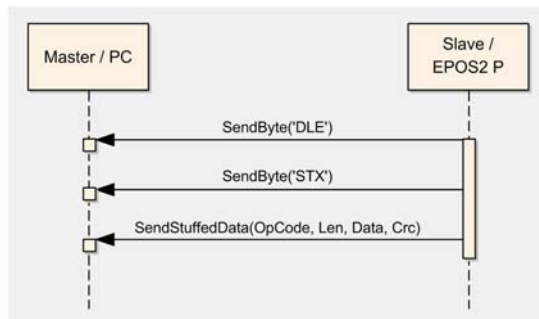 Master / PC
Slave /
EPOS2 P
SendByte('DLE')
SendByte('STX')
SendStuffedData(OpCode, Len, Data, Crc)